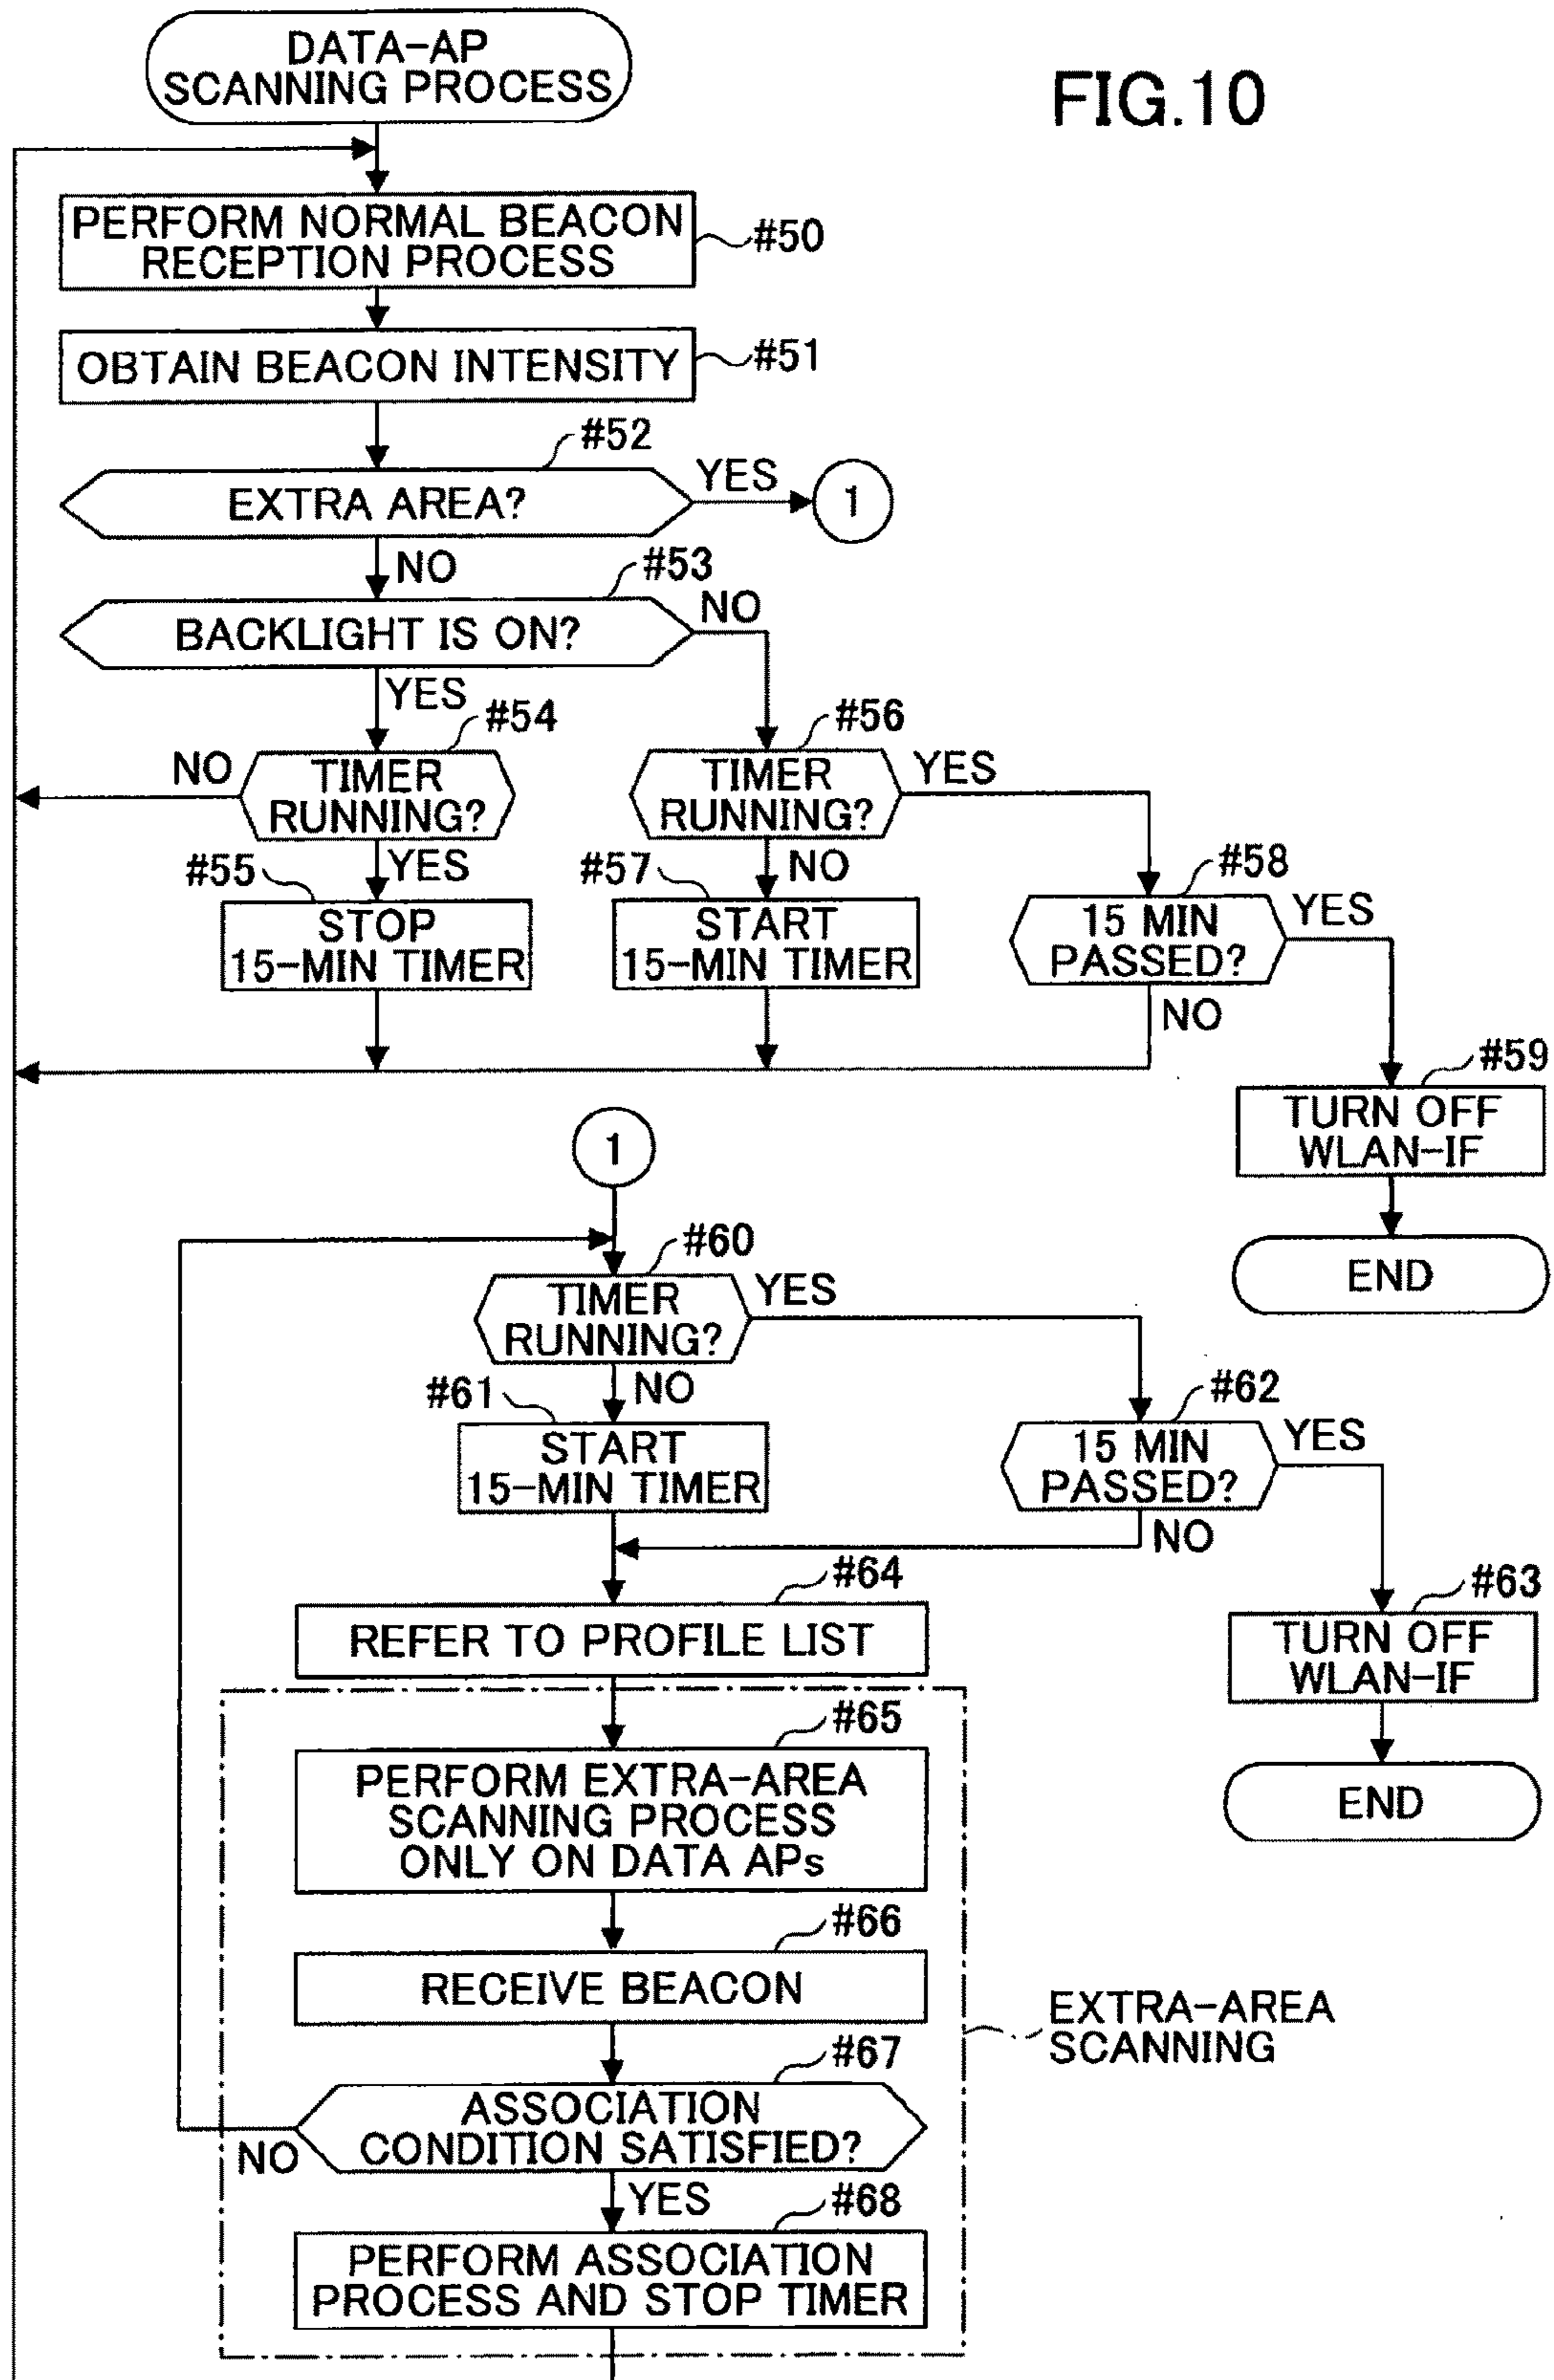 DATA-AP
SCANNING PROCESS
FIG.10
PERFORM NORMAL BEACON
RECEPTION PROCESS
#50
OBTAIN BEACON INTENSITY
#51
#52
EXTRA AREA?
YES
1
NO
#53
BACKLIGHT IS ON?
NO
YES
#54
#56
NO
TIMER
RUNNING?
TIMER
RUNNING?
YES
#55
YES
#57
NO
#58
STOP
15-MIN TIMER
START
15-MIN TIMER
15 MIN
PASSED?
YES
NO
#59
TURN OFF
WLAN-IF
END
1
#60
TIMER
RUNNING?
YES
#61
NO
#62
START
15-MIN TIMER
15 MIN
PASSED?
YES
NO
#63
TURN OFF
WLAN-IF
END
#64
REFER TO PROFILE LIST
#65
PERFORM EXTRA-AREA
SCANNING PROCESS
ONLY ON DATA APs
#66
RECEIVE BEACON
EXTRA-AREA
SCANNING
#67
ASSOCIATION
CONDITION SATISFIED?
NO
YES
#68
PERFORM ASSOCIATION
PROCESS AND STOP TIMER